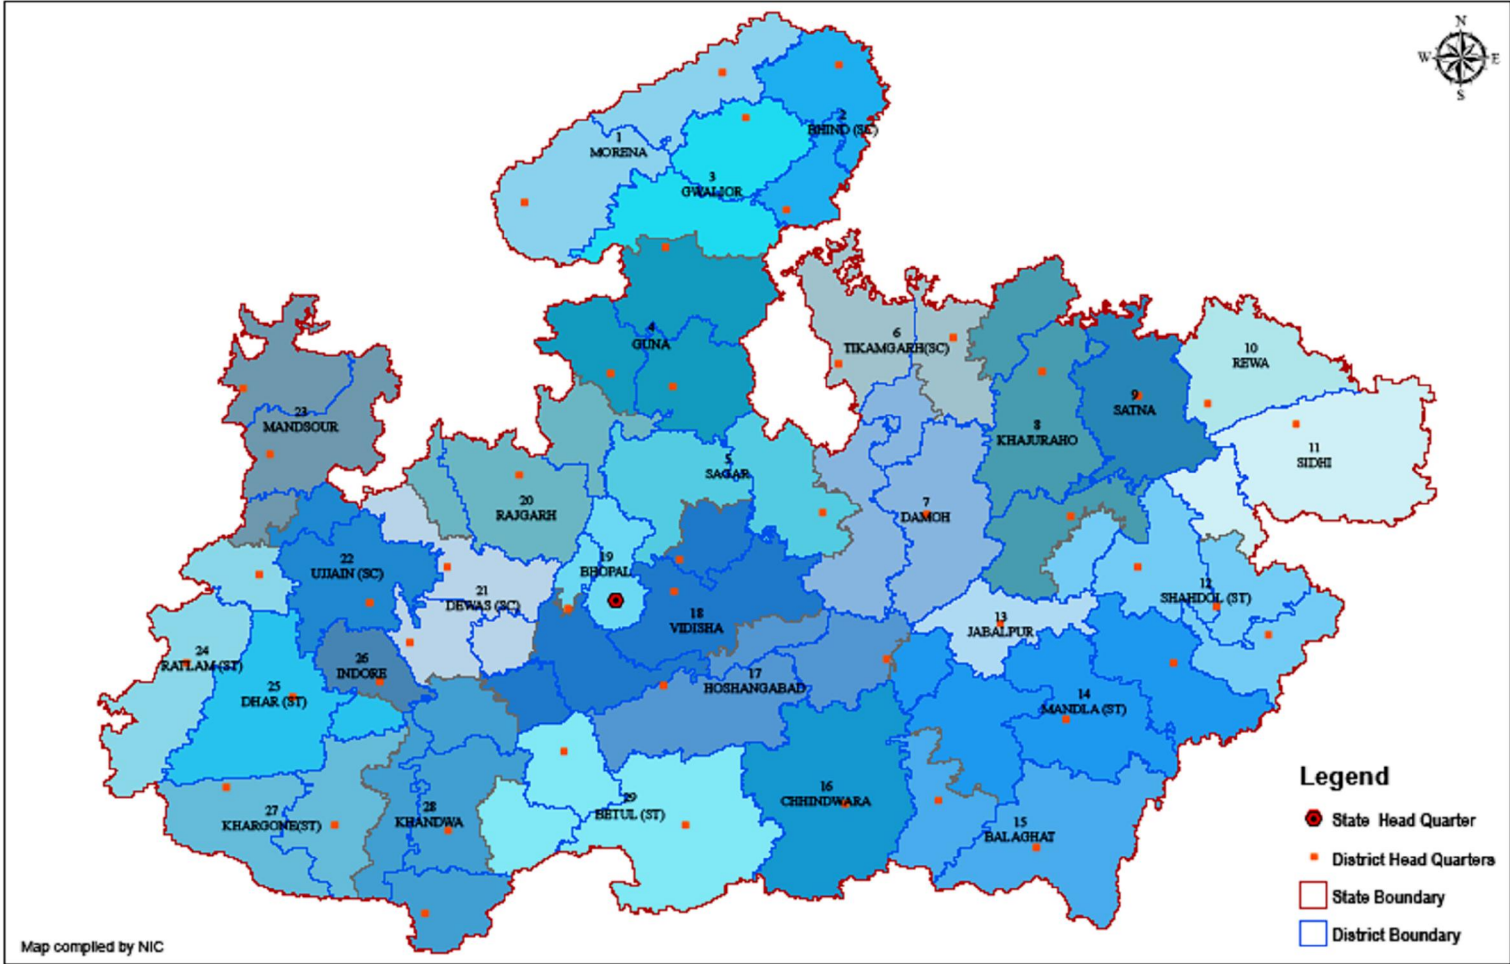 N
W E
S
1
MORENA
2
BHIND (SC)
3
GWALIOR
4
GUNA
5
SAGAR
6
TIKAMGARH(SC)
7
DAMOH
8
KHAJURAHO
9
SATNA
10
REWA
11
SIDHI
12
SHAHDOL (ST)
13
JABALPUR
14
MANDLA (ST)
15
BALAGHAT
16
CHHINDWARA
17
HOSHANGABAD
18
VIDISHA
19
BHOPAL
20
RAJGARH
21
DEWAS (SC)
22
UJJAIN (SC)
23
MANDSOUR
24
RATLAM (ST)
25
DHAR (ST)
26
INDORE
27
KHARGONE(ST)
28
KHANDWA
29
BETUL (ST)
Legend
State Head Quarter
District Head Quarters
State Boundary
District Boundary
Map compiled by NIC